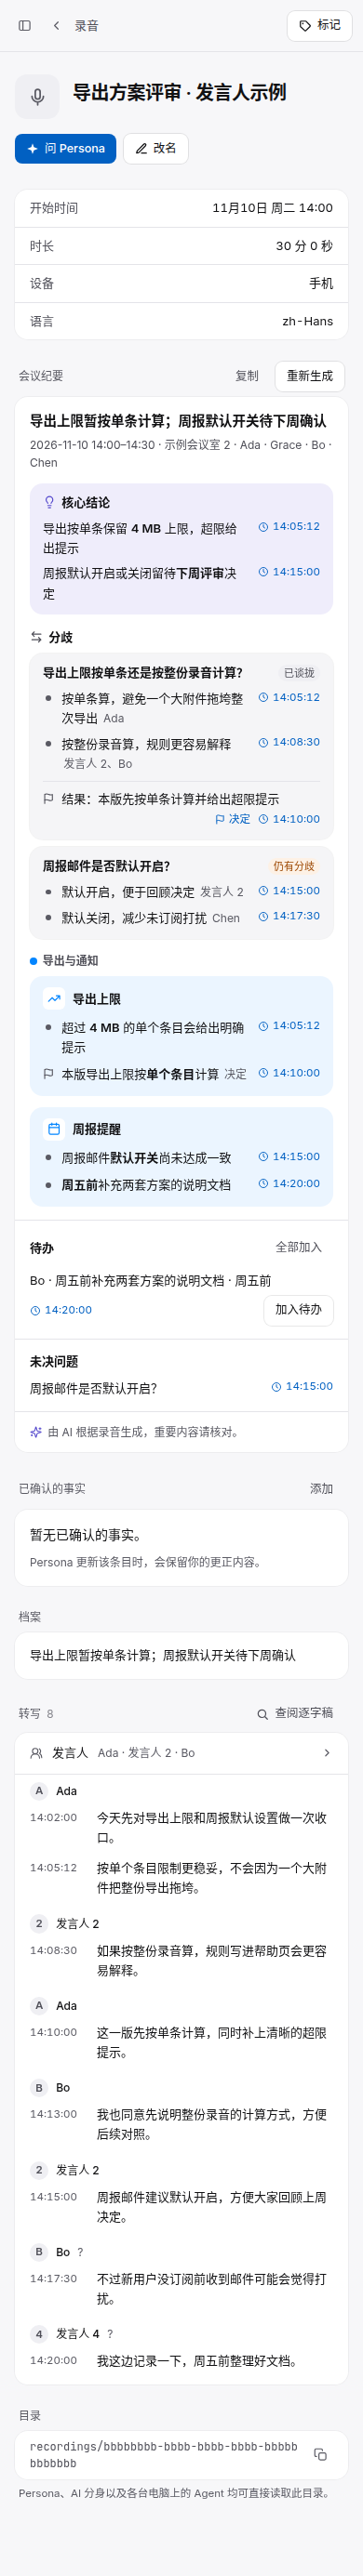 录音
标记
导出方案评审 · 发言人示例
问 Persona
改名
开始时间
11月10日 周二 14:00
时长
30 分 0 秒
设备
手机
语言
zh-Hans
会议纪要
复制
重新生成
导出上限暂按单条计算；周报默认开关待下周确认
2026-11-10 14:00–14:30 · 示例会议室 2 · Ada · Grace · Bo ·
Chen
核心结论
导出按单条保留 4 MB 上限，超限给
出提示
14:05:12
周报默认开启或关闭留待下周评审决
定
14:15:00
分歧
导出上限按单条还是按整份录音计算？
已谈拢
按单条算，避免一个大附件拖垮整
次导出 Ada
14:05:12
按整份录音算，规则更容易解释
发言人 2、Bo
14:08:30
结果：本版先按单条计算并给出超限提示
决定
14:10:00
周报邮件是否默认开启？
仍有分歧
默认开启，便于回顾决定 发言人 2
14:15:00
默认关闭，减少未订阅打扰 Chen
14:17:30
导出与通知
导出上限
超过 4 MB 的单个条目会给出明确
提示
14:05:12
本版导出上限按单个条目计算 决定
14:10:00
周报提醒
周报邮件默认开关尚未达成一致
14:15:00
周五前补充两套方案的说明文档
14:20:00
待办
全部加入
Bo · 周五前补充两套方案的说明文档 · 周五前
14:20:00
加入待办
未决问题
周报邮件是否默认开启？
14:15:00
由 AI 根据录音生成，重要内容请核对。
已确认的事实
添加
暂无已确认的事实。
Persona 更新该条目时，会保留你的更正内容。
档案
导出上限暂按单条计算；周报默认开关待下周确认
转写 8
查阅逐字稿
发言人 Ada · 发言人 2 · Bo
A Ada
14:02:00
今天先对导出上限和周报默认设置做一次收
口。
14:05:12
按单个条目限制更稳妥，不会因为一个大附
件把整份导出拖垮。
2 发言人 2
14:08:30
如果按整份录音算，规则写进帮助页会更容
易解释。
A Ada
14:10:00
这一版先按单条计算，同时补上清晰的超限
提示。
B Bo
14:13:00
我也同意先说明整份录音的计算方式，方便
后续对照。
2 发言人 2
14:15:00
周报邮件建议默认开启，方便大家回顾上周
决定。
B Bo ?
14:17:30
不过新用户没订阅前收到邮件可能会觉得打
扰。
4 发言人 4 ?
14:20:00
我这边记录一下，周五前整理好文档。
目录
recordings/bbbbbbbb-bbbb-bbbb-bbbb-bbbbb
bbbbbbb
Persona、AI 分身以及各台电脑上的 Agent 均可直接读取此目录。